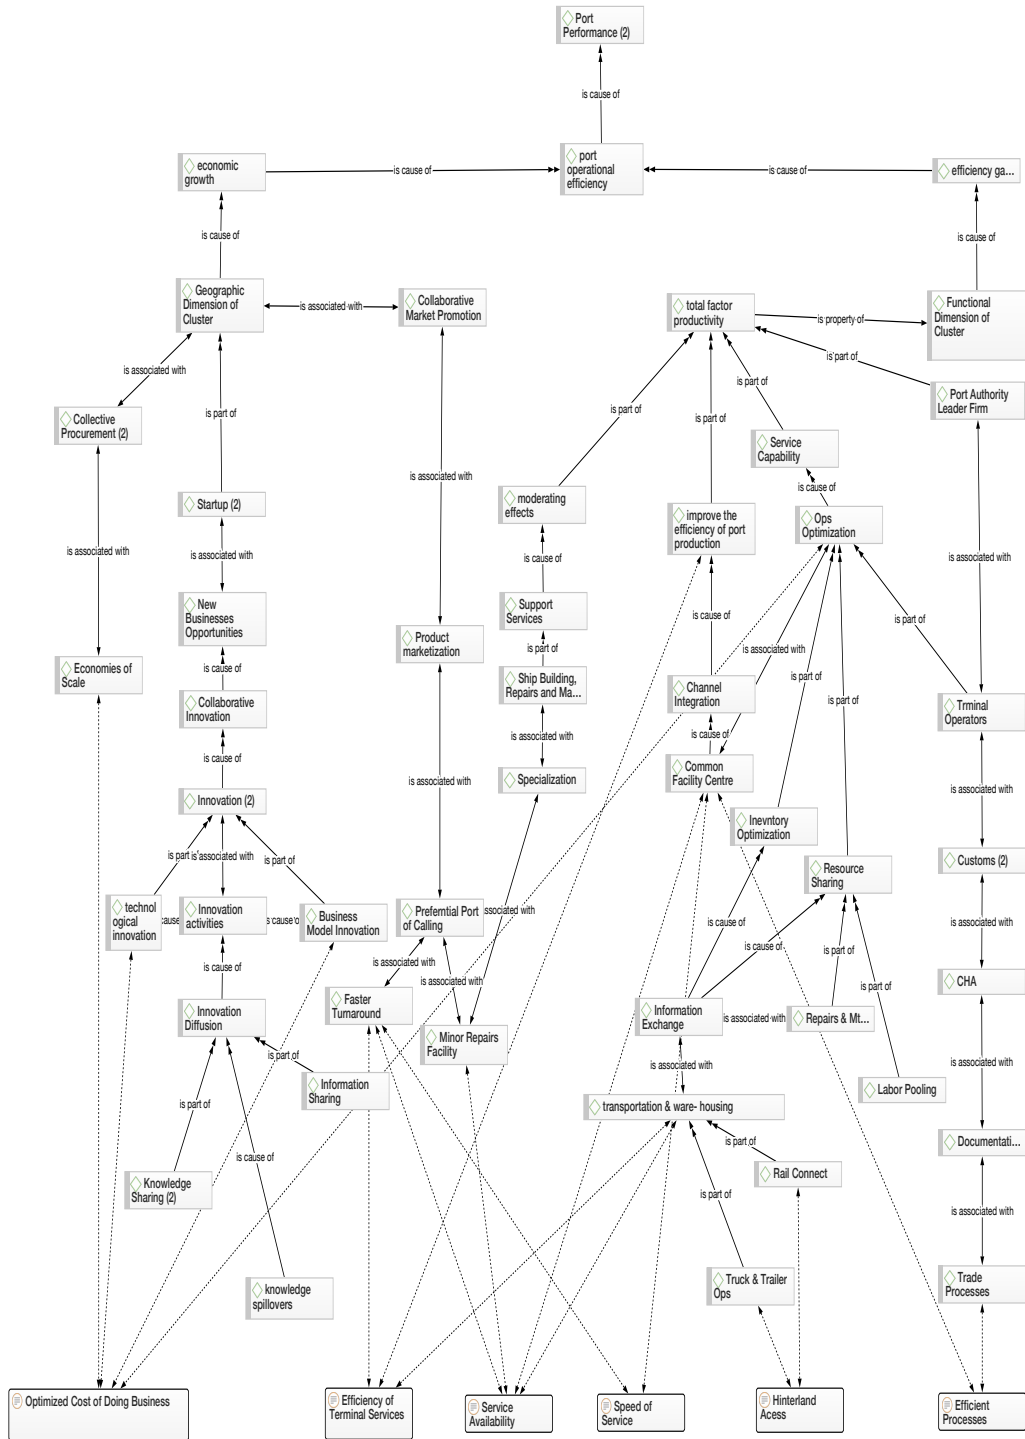 Port
Performance (2)
is cause of
economic
growth
is cause of
port
operational
efficiency
is cause of
efficiency ga...
is cause of
is cause of
Geographic
Dimension of
Cluster
is associated with
Collaborative
Market Promotion
total factor
productivity
is property of
Functional
Dimension of
Cluster
is part of
is associated with
is part of
Port Authority
Leader Firm
Collective
Procurement (2)
is part of
is part of
is part of
Service
Capability
is associated with
is cause of
Startup (2)
moderating
effects
improve the
efficiency of port
production
Ops
Optimization
is associated with
is associated with
is cause of
is associated with
New
Businesses
Opportunities
Support
Services
is cause of
is part of
Product
marketization
is part of
is associated with
Economies of
Scale
is cause of
Ship Building,
Repairs and Ma...
is part of
Channel
Integration
is part of
Collaborative
Innovation
Trminal
Operators
is associated with
is cause of
is cause of
Common
Facility Centre
Specialization
is associated with
is associated with
Innovation (2)
Inevntory
Optimization
is part of
is associated with
is part of
Customs (2)
Resource
Sharing
technol
ogical
innovation
cause
Innovation
activities
is cause o
Business
Model Innovation
Prefemtial Port
of Calling
associated with
is associated with
is cause of
is cause of
is part of
is cause of
is associated with
is associated with
is part of
CHA
Faster
Turnaround
Innovation
Diffusion
Information
Exchange
is associated with
Repairs & Mt...
Minor Repairs
Facility
is part of
is associated with
is associated with
Information
Sharing
Labor Pooling
is part of
transportation & ware- housing
is part of
Documentati...
is cause of
Knowledge
Sharing (2)
Rail Connect
is part of
is associated with
knowledge
spillovers
Truck & Trailer
Ops
Trade
Processes
Optimized Cost of Doing Business
Efficiency of
Terminal Services
Service
Availability
Speed of
Service
Hinterland
Acess
Efficient
Processes